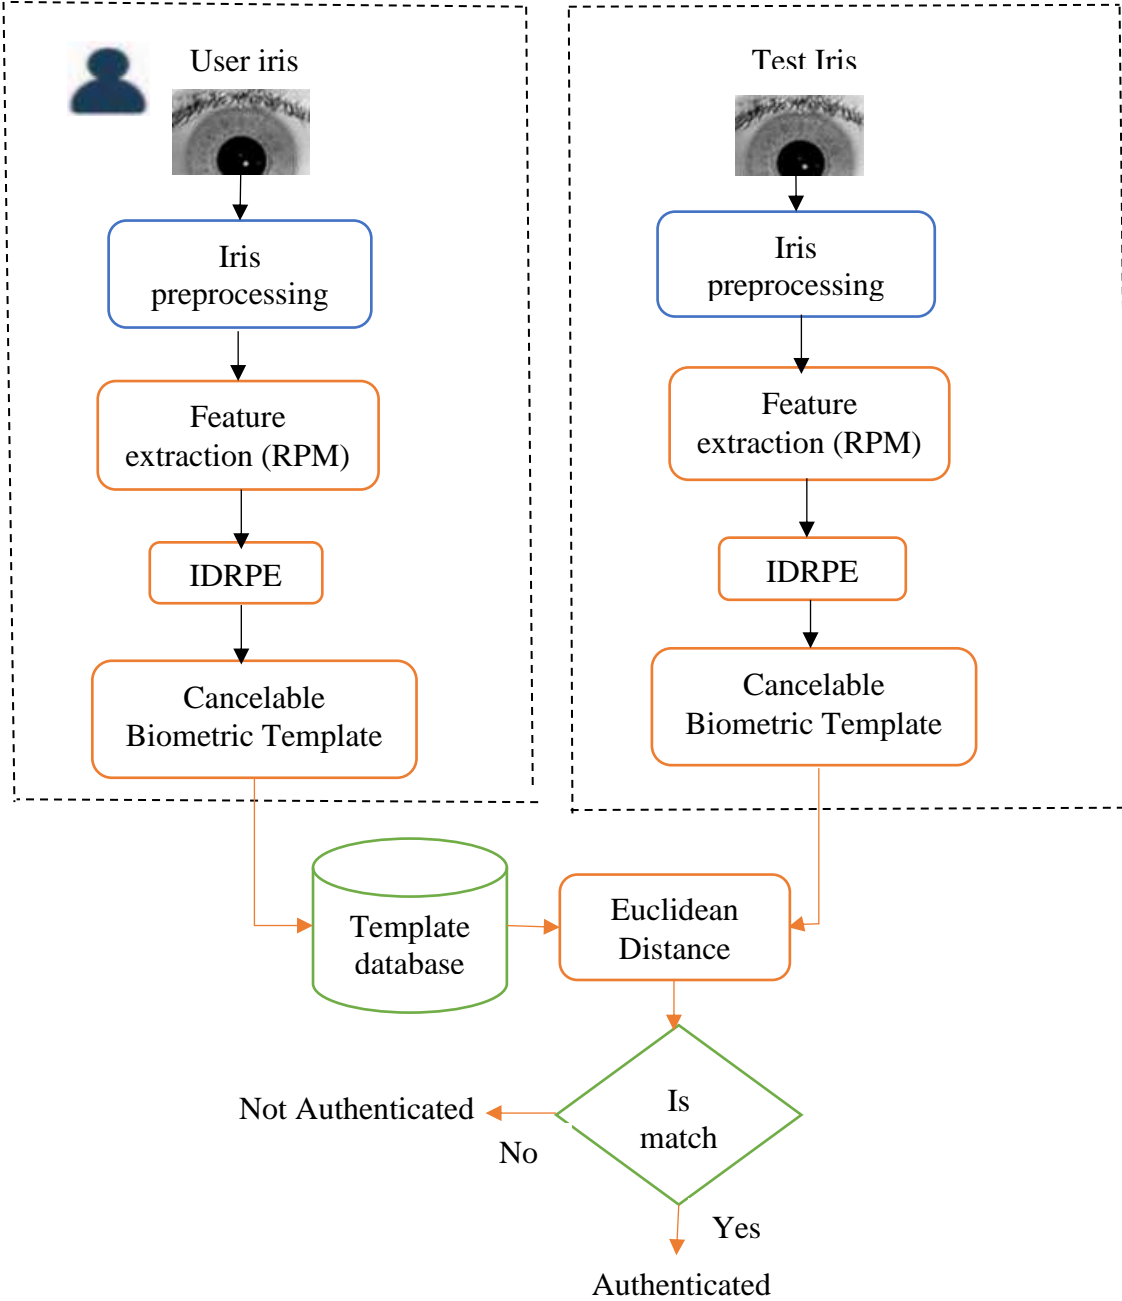 User iris
Iris
preprocessing
Feature
extraction (RPM)
IDRPE
Cancelable
Biometric Template
Test Iris
Iris
preprocessing
Feature
extraction (RPM)
IDRPE
Cancelable
Biometric Template
Template
database
Euclidean
Distance
Is
match
Not Authenticated
No
Yes
Authenticated